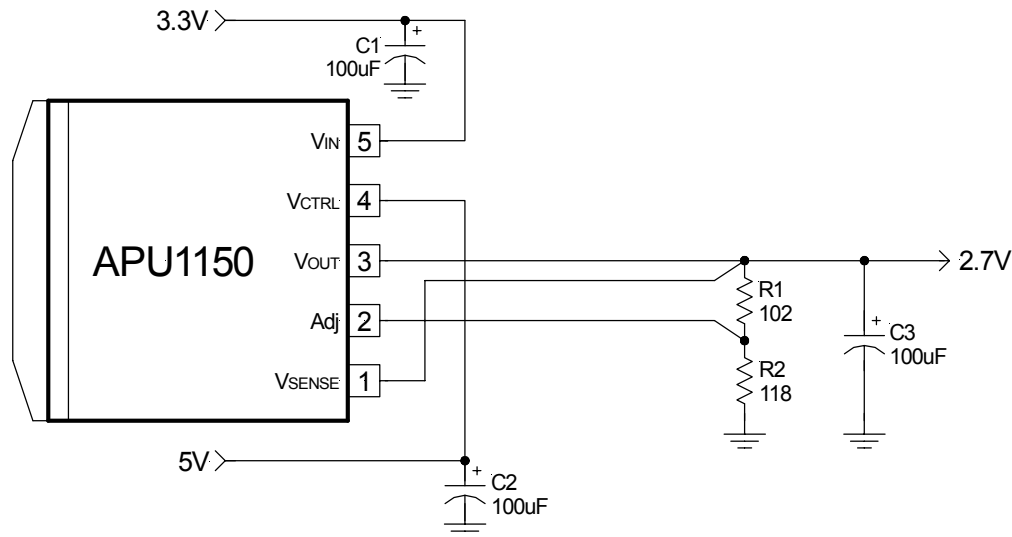 3.3V
C1
100uF
VIN 5
VCTRL 4
APU1150
VOUT 3
2.7V
R1
102
Adj 2
C3
100uF
R2
118
VSENSE 1
5V
C2
100uF
+
+
+